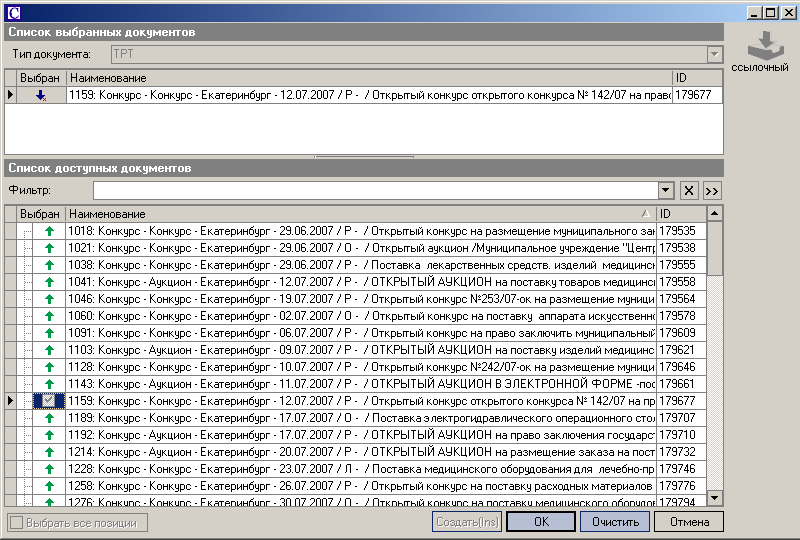 Список выбранных документов
Тип документа: ТРТ
ссылочный
Выбран Наименование ID
1159: Конкурс - Конкурс - Екатеринбург - 12.07.2007 / Р - / Открытый конкурс открытого конкурса № 142/07 на право 179677
Список доступных документов
Фильтр:
Выбран Наименование ID
1018: Конкурс - Конкурс - Екатеринбург - 29.06.2007 / Р - / Открытый конкурс на размещение муниципального зак 179535
1021: Конкурс - Конкурс - Екатеринбург - 29.06.2007 / О - / Открытый аукцион /Муниципальное учреждение "Центр 179538
1038: Конкурс - Конкурс - Екатеринбург - 29.06.2007 / Р - / Поставка лекарственных средств. изделий медицинск 179555
1041: Конкурс - Аукцион - Екатеринбург - 12.07.2007 / Р - / ОТКРЫТЫЙ АУКЦИОН на поставку товаров медицинс 179558
1046: Конкурс - Конкурс - Екатеринбург - 19.07.2007 / Р - / Открытый конкурс №253/07-ок на размещение муници 179564
1060: Конкурс - Конкурс - Екатеринбург - 02.07.2007 / О - / Открытый конкурс на поставку аппарата искусственно 179578
1091: Конкурс - Конкурс - Екатеринбург - 06.07.2007 / Р - / Открытый конкурс на право заключить муниципальный 179609
1103: Конкурс - Аукцион - Екатеринбург - 09.07.2007 / Р - / ОТКРЫТЫЙ АУКЦИОН на поставку изделий медицинс 179621
1128: Конкурс - Конкурс - Екатеринбург - 10.07.2007 / Р - / Открытый конкурс №242/07-ок на размещение муници 179646
1143: Конкурс - Аукцион - Екатеринбург - 11.07.2007 / Р - / ОТКРЫТЫЙ АУКЦИОН В ЭЛЕКТРОННОЙ ФОРМЕ -пос 179661
1159: Конкурс - Конкурс - Екатеринбург - 12.07.2007 / Р - / Открытый конкурс открытого конкурса № 142/07 на пр 179677
1189: Конкурс - Конкурс - Екатеринбург - 17.07.2007 / О - / Поставка электрогидравлического операционного стол 179707
1192: Конкурс - Аукцион - Екатеринбург - 17.07.2007 / Р - / ОТКРЫТЫЙ АУКЦИОН на право заключения государст 179710
1214: Конкурс - Аукцион - Екатеринбург - 20.07.2007 / Р - / ОТКРЫТЫЙ АУКЦИОН на размещение заказа на пост 179732
1228: Конкурс - Конкурс - Екатеринбург - 23.07.2007 / Л - / Поставка медицинского оборудования для лечебно-пр 179746
1258: Конкурс - Конкурс - Екатеринбург - 26.07.2007 / Р - / Открытый конкурс на поставку расходных материалов 179776
1276: Конкурс - Конкурс - Екатеринбург - 30.07.2007 / О - / Открытый конкурс на поставку медицинского оборудов 179794
Выбрать все позиции Создать(Ins) OK Очистить Отмена